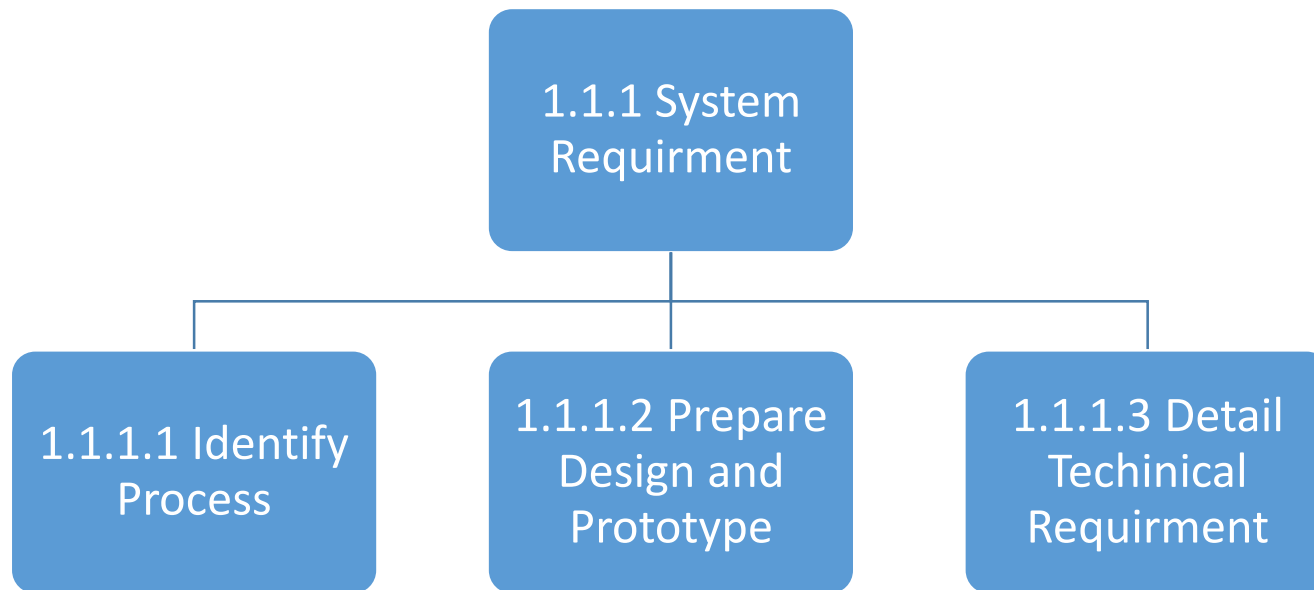 1.1.1 System
Requirment
1.1.1.1 Identify
Process
1.1.1.2 Prepare
Design and
Prototype
1.1.1.3 Detail
Techinical
Requirment